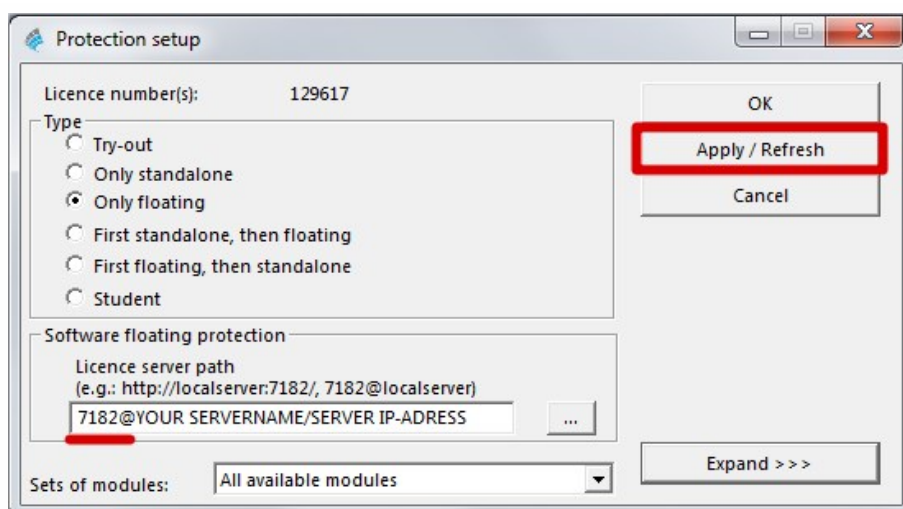 Protection setup
Licence number(s): 129617
Type
Try-out
Only standalone
Only floating
First standalone, then floating
First floating, then standalone
Student
OK
Apply / Refresh
Cancel
Software floating protection
Licence server path
(e.g.: http://localserver:7182/, 7182@localserver)
7182@YOUR SERVERNAME/SERVER IP-ADRESS
...
Sets of modules: All available modules
Expand >>>